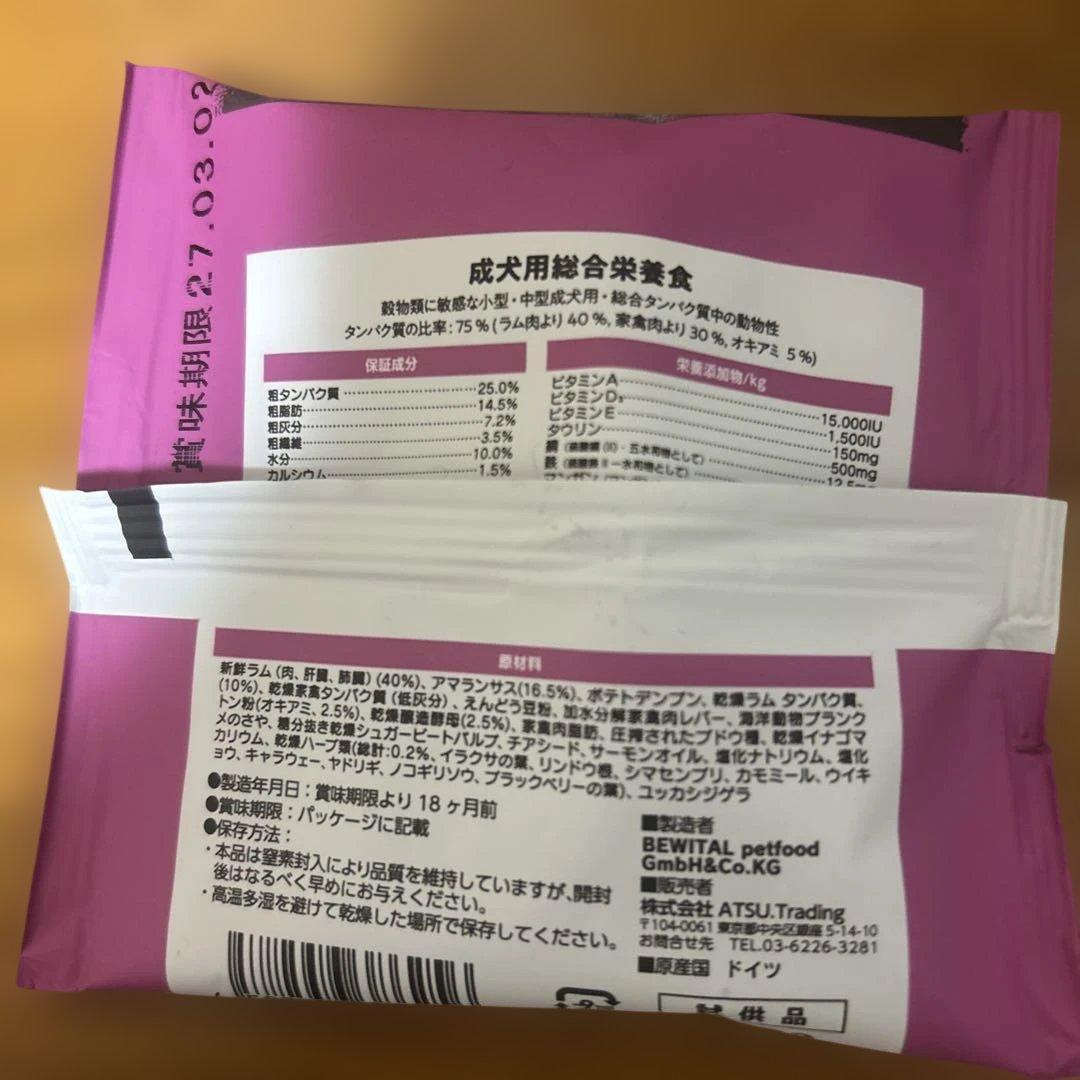 賞味期限 27.03.02
成犬用総合栄養食
穀物類に敏感な小型・中型成犬用・総合タンパク質中の動物性
タンパク質の比率：75％(ラム肉より40％, 家禽肉より30％, オキアミ 5％)
保証成分
粗タンパク質 25.0%
粗脂肪 14.5%
粗灰分 7.2%
粗繊維 3.5%
水分 10.0%
カルシウム 1.5%
栄養添加物/kg
ビタミンA 15.000IU
ビタミンD₃ 1,500IU
ビタミンE 150mg
タウリン 500mg
銅 12.5mg
鉄
原材料
新鮮ラム（肉、肝臓、肺臓）(40%)、アマランサス(16.5%)、ポテトデンプン、乾燥ラム タンパク質、
(10%)、乾燥家禽タンパク質（低灰分）、えんどう豆粉、加水分解家禽肉レバー、海洋動物プランク
トン粉(オキアミ、2.5%)、乾燥醸造酵母(2.5%)、家禽肉脂肪、圧搾されたブドウ種、乾燥イナゴマ
メのさや、糖分抜き乾燥シュガービートパルプ、チアシード、サーモンオイル、塩化ナトリウム、塩化
カリウム、乾燥ハーブ類(総計:0.2%、イラクサの葉、リンドウ根、シマセンブリ、カモミール、ウイキ
ョウ、キャラウェー、ヤドリギ、ノコギリソウ、ブラックベリーの葉)、ユッカシジゲラ
●製造年月日：賞味期限より18ヶ月前
●賞味期限：パッケージに記載
●保存方法：
・本品は窒素封入により品質を維持していますが、開封
後はなるべく早めにお与えください。
・高温多湿を避けて乾燥した場所で保存してください。
■製造者
BEWITAL petfood
GmbH&Co.KG
■販売者
株式会社 ATSU.Trading
〒104-0061 東京都中央区銀座 5-14-10
お問合せ先 TEL.03-6226-3281
■原産国 ドイツ
試供品